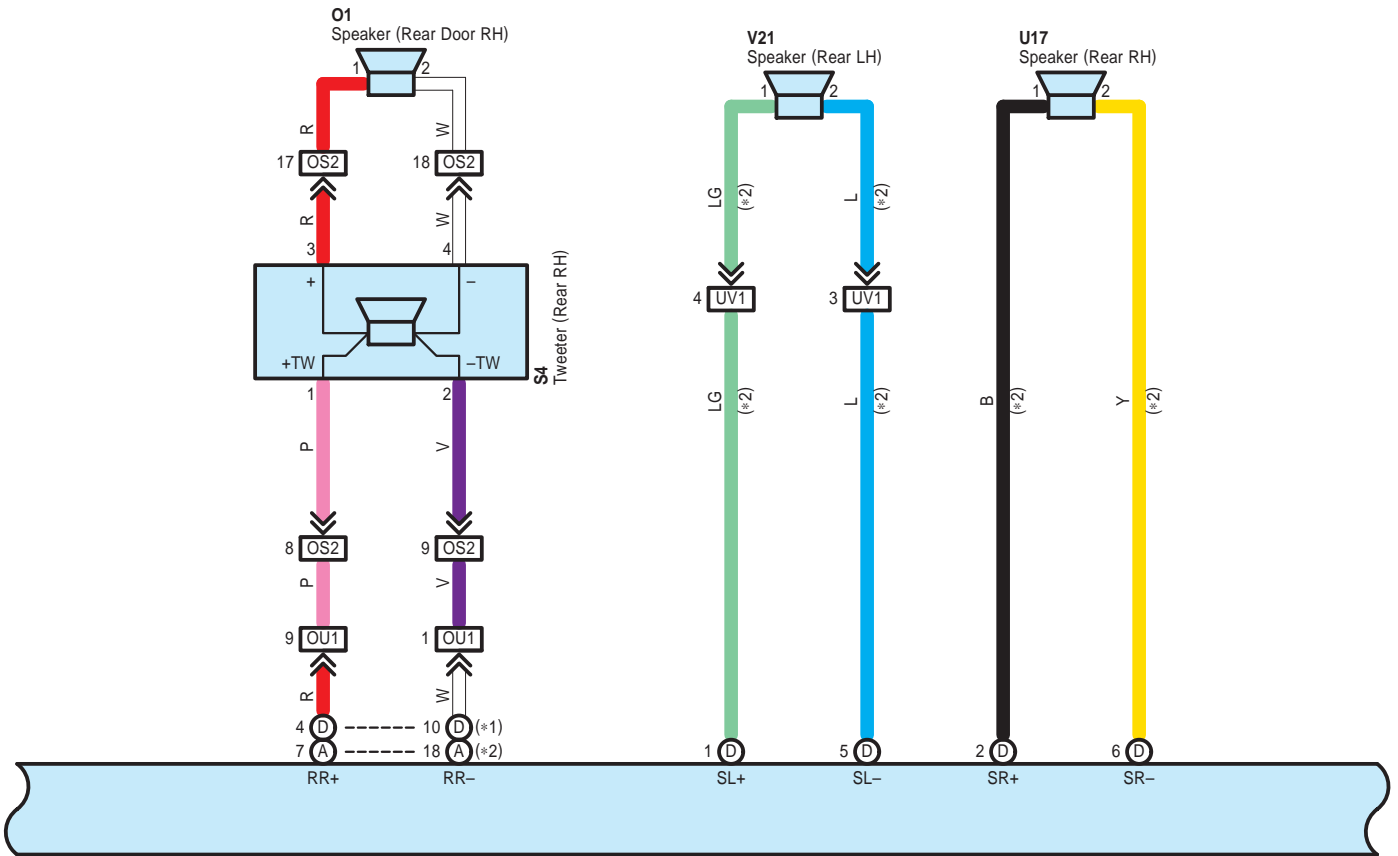 O1
Speaker (Rear Door RH)
V21
Speaker (Rear LH)
U17
Speaker (Rear RH)
1 2
1 2
1 2
R W
17 OS2
18 OS2
LG (*2)
L (*2)
R W
3 4
+ –
4 UV1
3 UV1
+TW –TW
S4
Tweeter (Rear RH)
1 2
LG (*2)
L (*2)
B (*2)
Y (*2)
P V
8 OS2
9 OS2
P V
9 OU1
1 OU1
R W
4 D 10 D (*1)
7 A 18 A (*2)
1 D
5 D
2 D
6 D
RR+
RR–
SL+
SL–
SR+
SR–